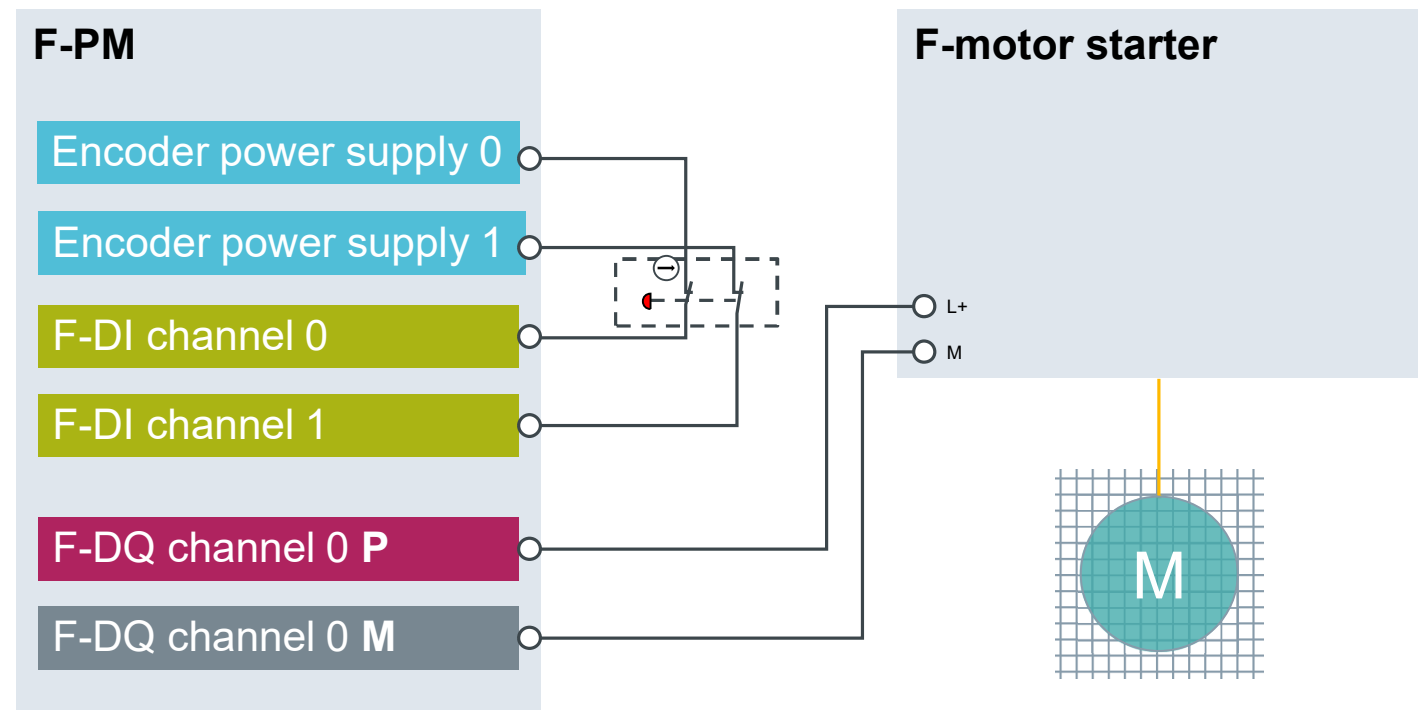 F-PM
Encoder power supply 0
Encoder power supply 1
F-DI channel 0
F-DI channel 1
F-DQ channel 0 P
F-DQ channel 0 M
F-motor starter
L+
M
M